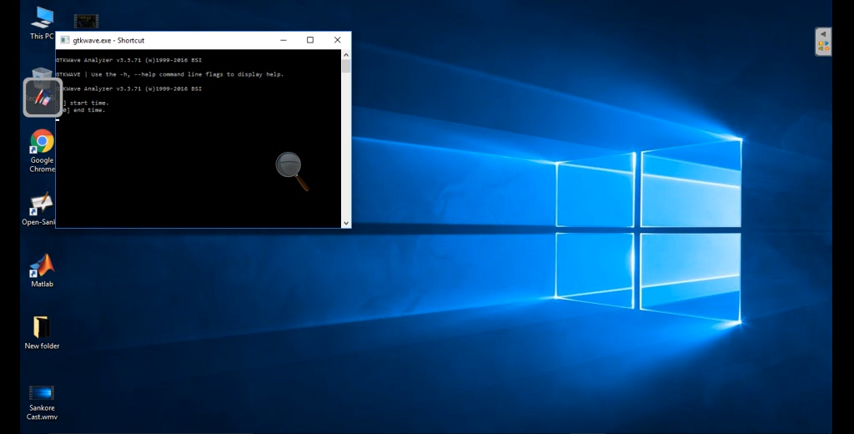 This PC
gtkwave.exe - Shortcut
GTKWave Analyzer v3.3.71 (w)1999-2016 BSI
GTKWAVE | Use the -h, --help command line flags to display help.
GTKWave Analyzer v3.3.71 (w)1999-2016 BSI
] start time.
0] end time.
Google
Chrome
Open-San
Matlab
New folder
Sankore
Cast.wmv